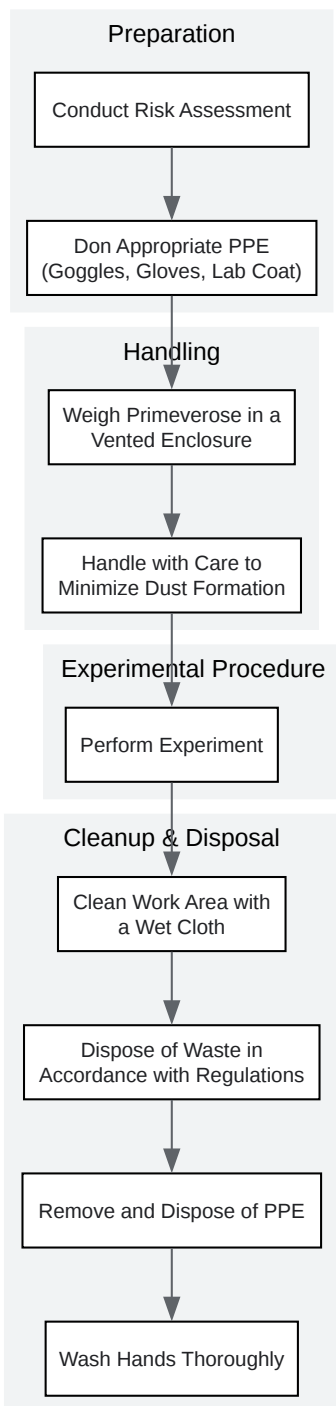 Preparation
Conduct Risk Assessment
Don Appropriate PPE
(Goggles, Gloves, Lab Coat)
Handling
Weigh Primeverose in a
Vented Enclosure
Handle with Care to
Minimize Dust Formation
Experimental Procedure
Perform Experiment
Cleanup & Disposal
Clean Work Area with
a Wet Cloth
Dispose of Waste in
Accordance with Regulations
Remove and Dispose of PPE
Wash Hands Thoroughly